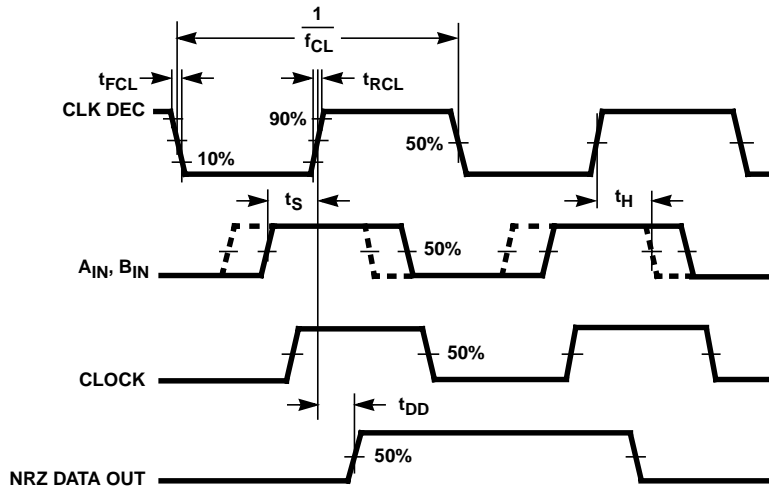 1
fCL
tFCL
tRCL
CLK DEC
90%
10%
50%
tS
tH
AIN, BIN
50%
CLOCK
50%
tDD
NRZ DATA OUT
50%